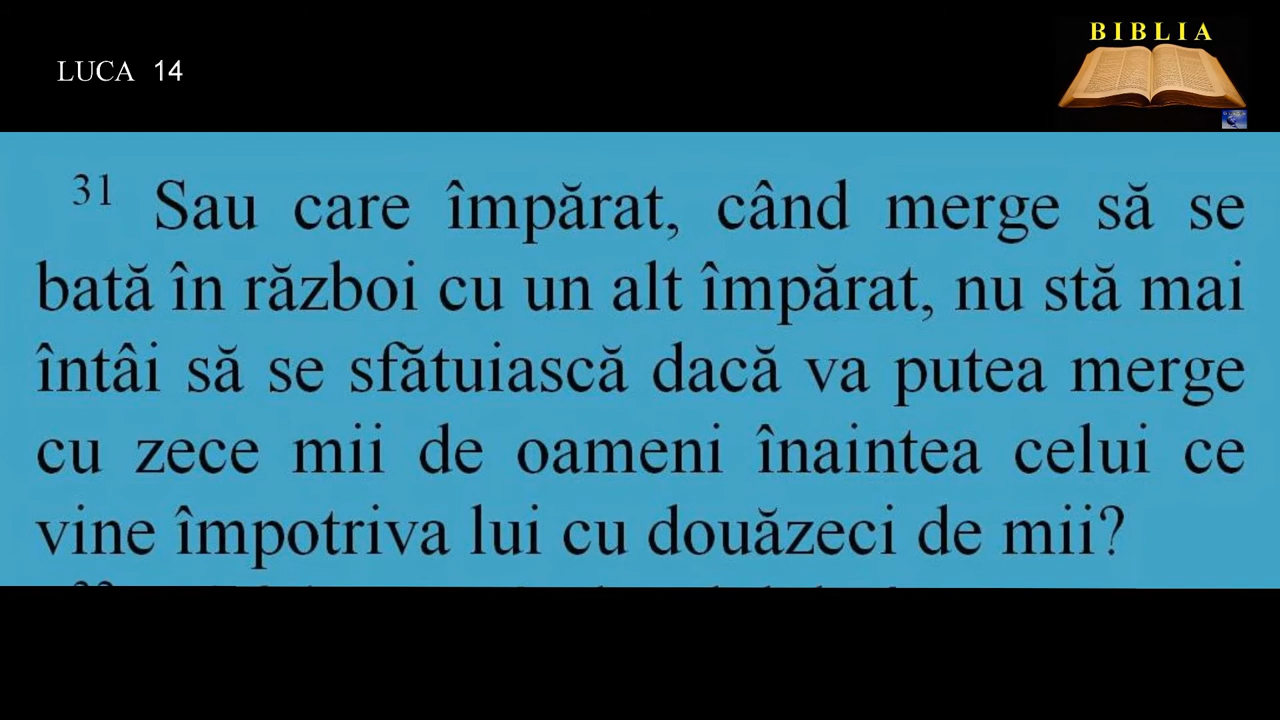 BIBLIA
LUCA 14
31 Sau care împărat, când merge să se
bată în război cu un alt împărat, nu stă mai
întâi să se sfătuiască dacă va putea merge
cu zece mii de oameni înaintea celui ce
vine împotriva lui cu douăzeci de mii?